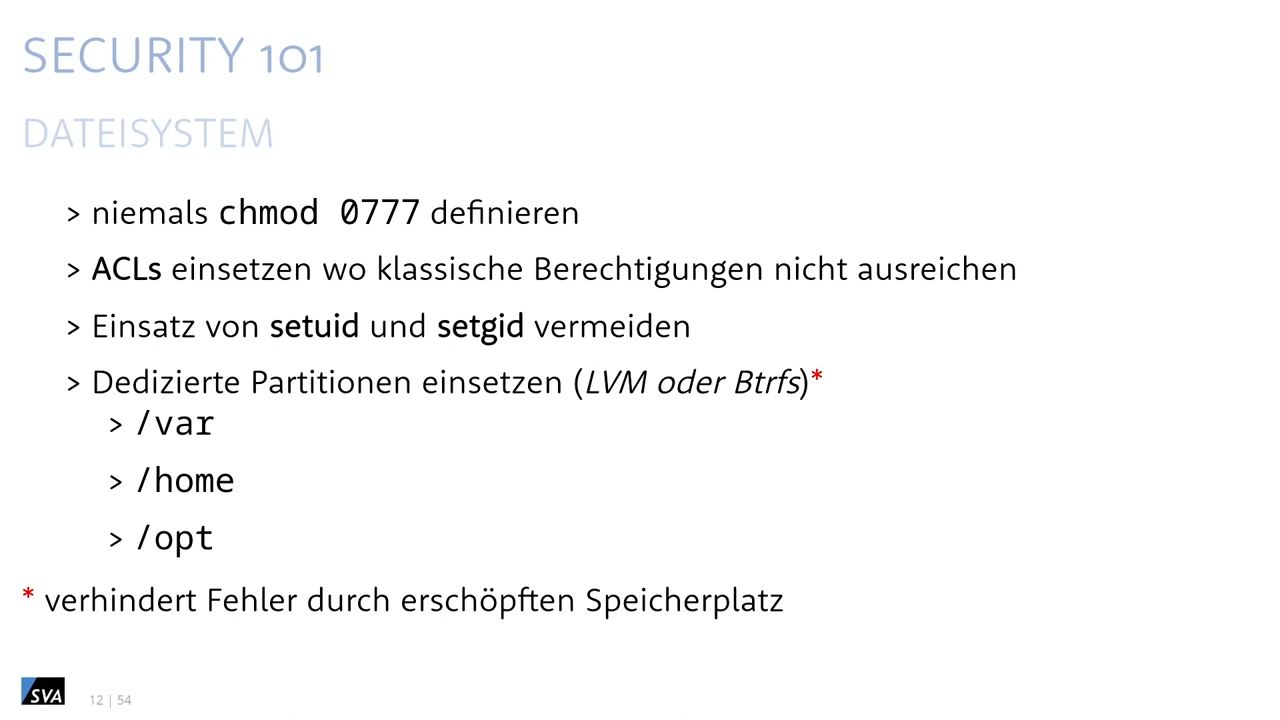 SECURITY 101
DATEISYSTEM
> niemals chmod 0777 definieren
> ACLs einsetzen wo klassische Berechtigungen nicht ausreichen
> Einsatz von setuid und setgid vermeiden
> Dedizierte Partitionen einsetzen (LVM oder Btrfs)*
> /var
> /home
> /opt
* verhindert Fehler durch erschöpften Speicherplatz
SVA
12 | 54